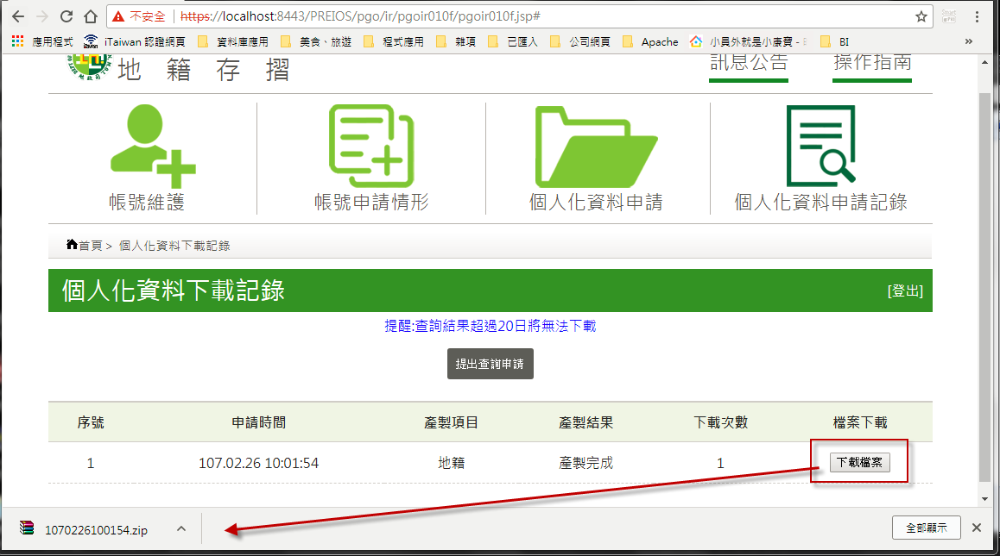 不安全 https://localhost:8443/PREIOS/pgo/ir/pgoir010f/pgoir010f.jsp#
應用程式 iTaiwan 認證網頁 資料庫應用 美食、旅遊 程式應用 雜項 已匯入 公司網頁 Apache 小員外就是小康費 - BI »
地籍存摺 訊息公告 操作指南
帳號維護 帳號申請情形 個人化資料申請 個人化資料申請記錄
首頁 > 個人化資料下載記錄
個人化資料下載記錄 [登出]
提醒:查詢結果超過20日將無法下載
提出查詢申請
序號 申請時間 產製項目 產製結果 下載次數 檔案下載
1 107.02.26 10:01:54 地籍 產製完成 1 下載檔案
1070226100154.zip 全部顯示